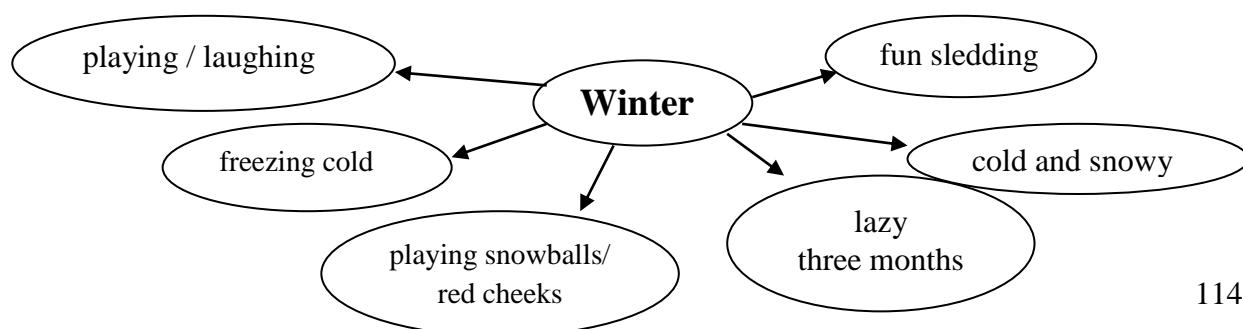 playing / laughing
fun sledding
Winter
freezing cold
cold and snowy
playing snowballs/
red cheeks
lazy
three months
114